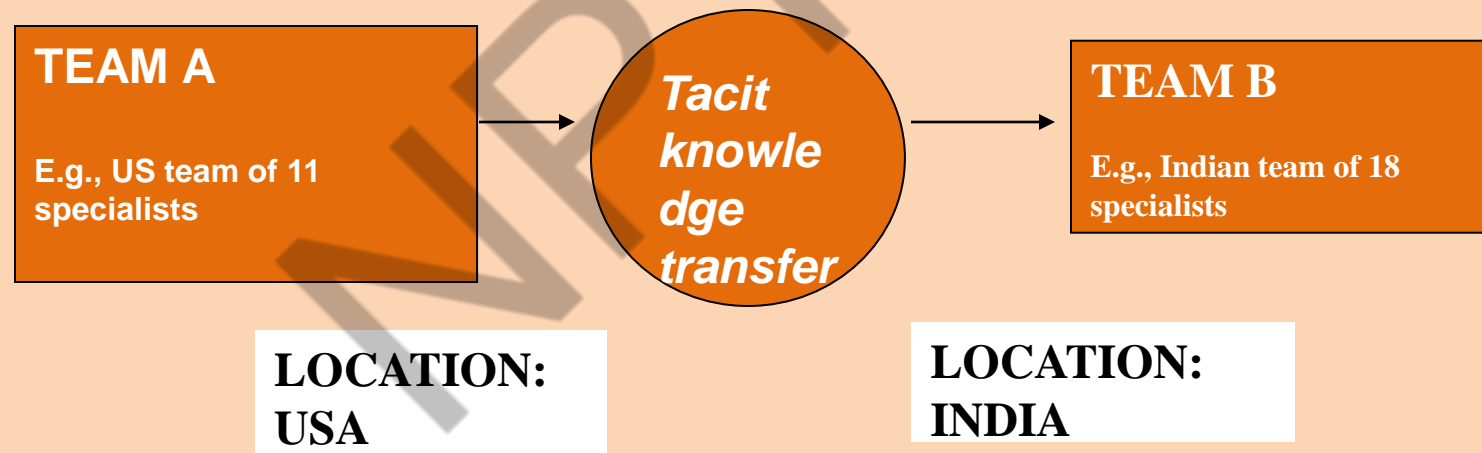 TEAM A
E.g., US team of 11
specialists
Tacit
knowle
dge
transfer
TEAM B
E.g., Indian team of 18
specialists
LOCATION:
USA
LOCATION:
INDIA